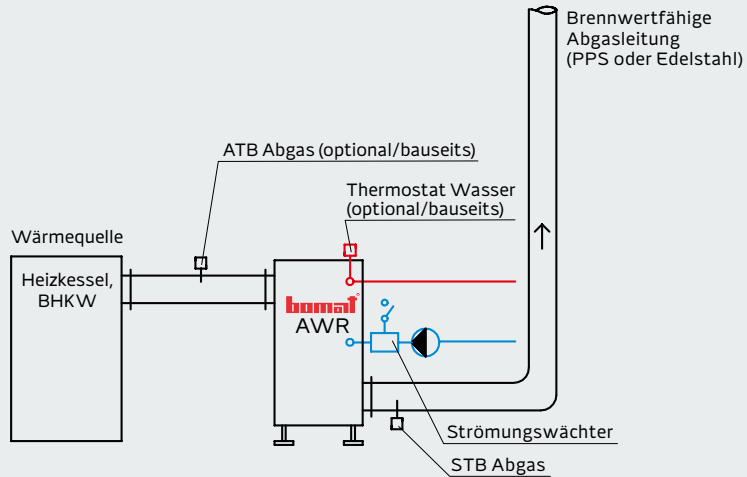 Brennwertfähige
Abgasleitung
(PPS oder Edelstahl)
ATB Abgas (optional/bauseits)
Thermostat Wasser
(optional/bauseits)
Wärmequelle
Heizkessel,
BHKW
bomat
AWR
Strömungswächter
STB Abgas